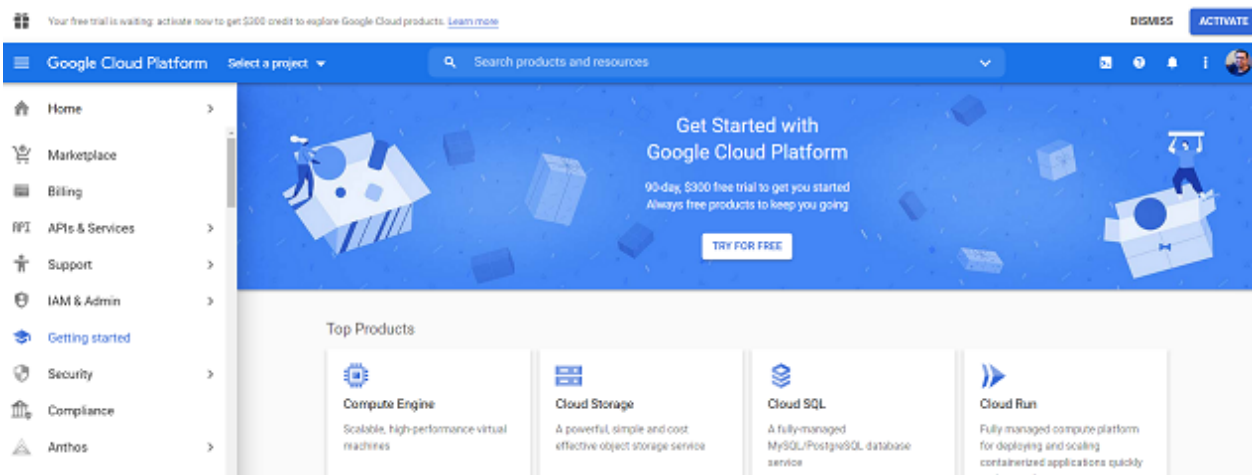 Your free trial is waiting: activate now to get $300 credit to explore Google Cloud products. Learn more
DISMISS
ACTIVATE
Google Cloud Platform
Select a project
Search products and resources
Home
Marketplace
Billing
API
APIs & Services
Support
IAM & Admin
Getting started
Security
Compliance
Anthos
Get Started with
Google Cloud Platform
90-day, $300 free trial to get you started
Always free products to keep you going
TRY FOR FREE
Top Products
Compute Engine
Scalable, high-performance virtual
machines
Cloud Storage
A powerful, simple and cost
effective object storage service
Cloud SQL
A fully-managed
MySQL/PostgreSQL database
service
Cloud Run
Fully managed compute platform
for deploying and scaling
containerized applications quickly